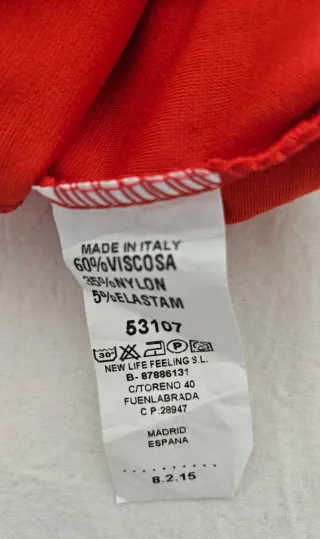 MADE IN ITALY
60%VISCOSA
35%NYLON
5%ELASTAM
53107
30° P
NEW LIFE FEELING S.L.
B- 87886131
C/TORENO 40
FUENLABRADA
C P:28947
MADRID
ESPANA
..........
8.2.15